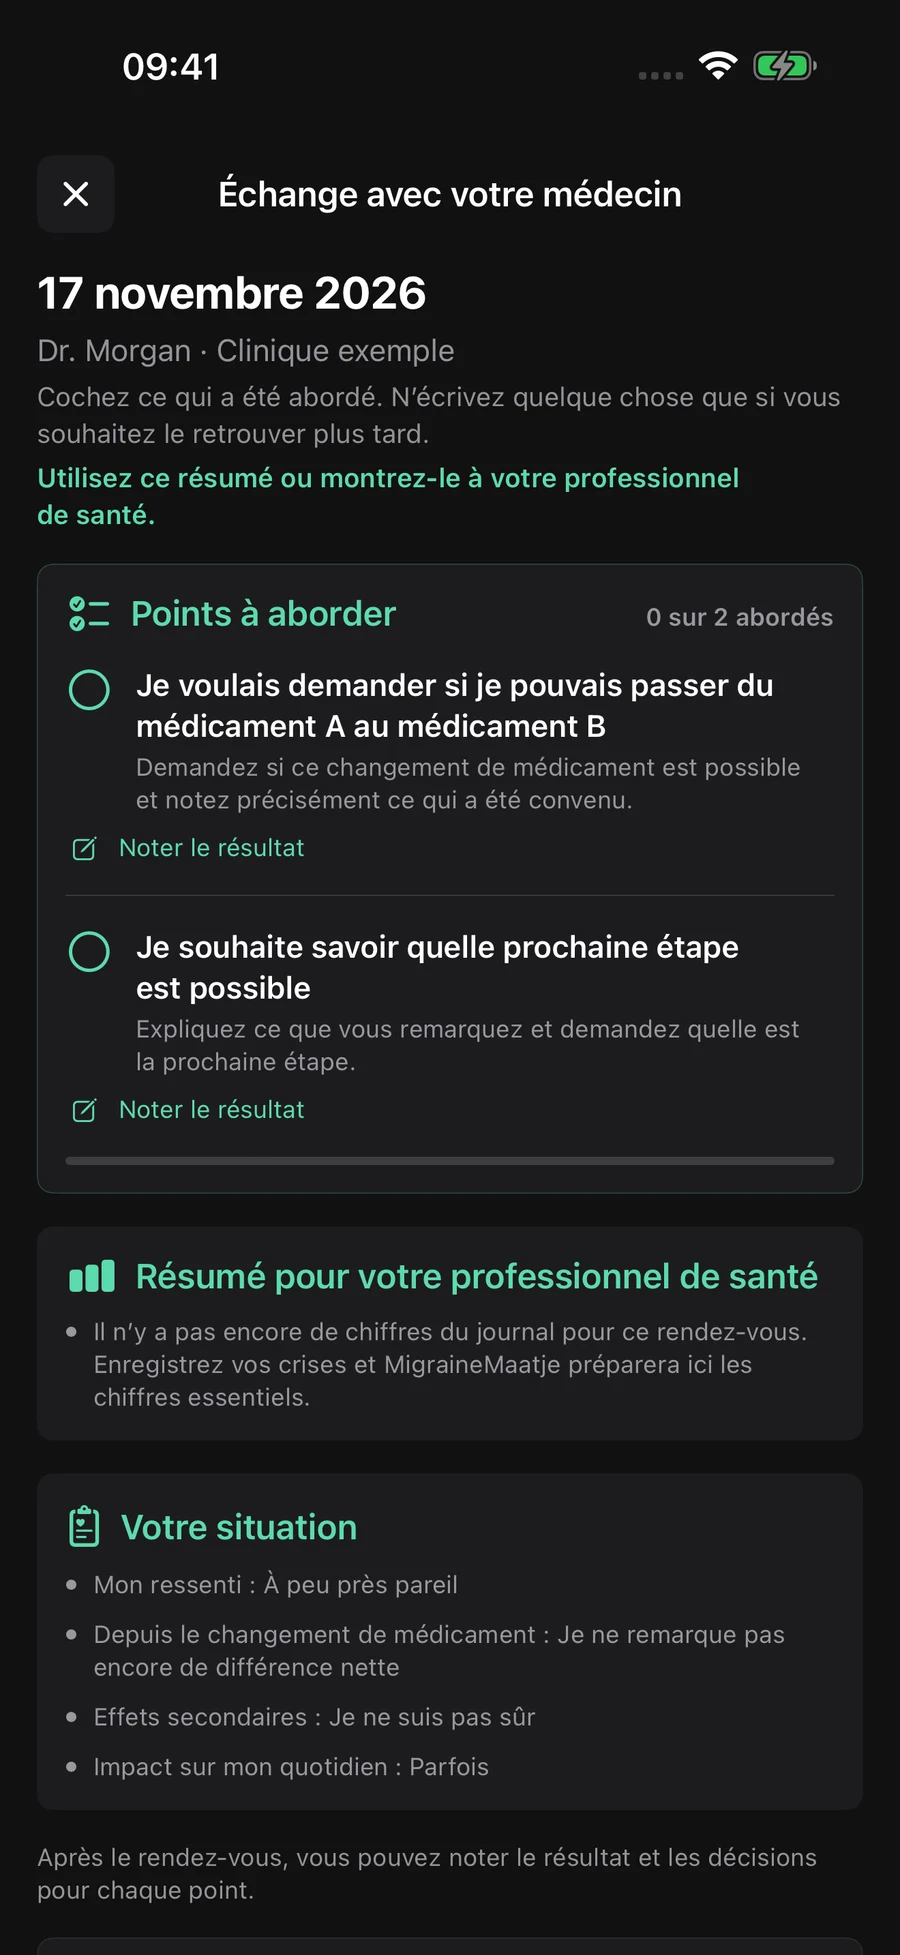 09:41
Échange avec votre médecin
17 novembre 2026
Dr. Morgan · Clinique exemple
Cochez ce qui a été abordé. N’écrivez quelque chose que si vous
souhaitez le retrouver plus tard.
Utilisez ce résumé ou montrez-le à votre professionnel
de santé.
Points à aborder
0 sur 2 abordés
Je voulais demander si je pouvais passer du
médicament A au médicament B
Demandez si ce changement de médicament est possible
et notez précisément ce qui a été convenu.
Noter le résultat
Je souhaite savoir quelle prochaine étape
est possible
Expliquez ce que vous remarquez et demandez quelle est
la prochaine étape.
Noter le résultat
Résumé pour votre professionnel de santé
• Il n’y a pas encore de chiffres du journal pour ce rendez-vous.
Enregistrez vos crises et MigraineMaatje préparera ici les
chiffres essentiels.
Votre situation
• Mon ressenti : À peu près pareil
• Depuis le changement de médicament : Je ne remarque pas
encore de différence nette
• Effets secondaires : Je ne suis pas sûr
• Impact sur mon quotidien : Parfois
Après le rendez-vous, vous pouvez noter le résultat et les décisions
pour chaque point.